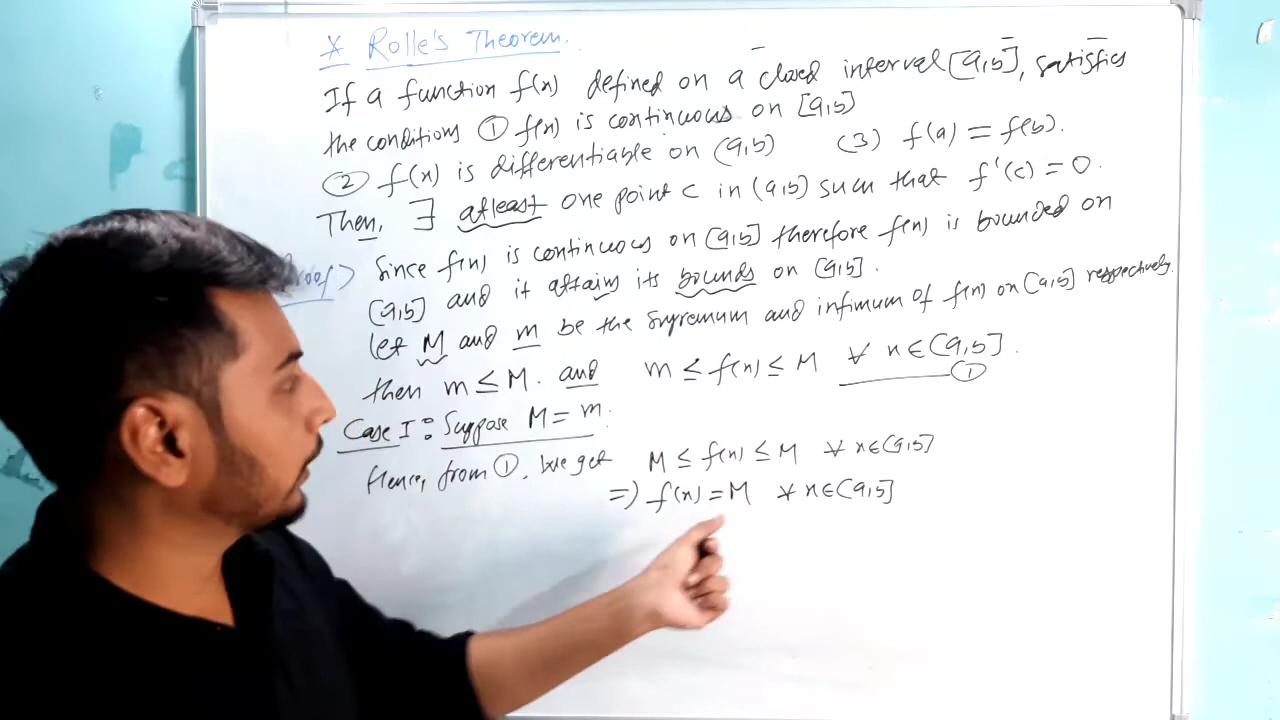 * Rolle's Theorem.
If a function f(x) defined on a closed interval [a,b], satisfies
the conditions ① f(x) is continuous on [a,b]
② f(x) is differentiable on (a,b) (3) f(a) = f(b).
Then, ∃ atleast one point c in (a,b) such that f'(c) = 0.
Proof> Since f(x) is continuous on [a,b] therefore f(x) is bounded on
[a,b] and it attains its bounds on [a,b].
let M and m be the supremum and infimum of f(x) on [a,b] respectively
then m ≤ M. and m ≤ f(x) ≤ M ∀ x∈[a,b]. ①
Case I: Suppose M = m.
Hence, from ①, we get M ≤ f(x) ≤ M ∀ x∈[a,b]
=) f(x) = M ∀ x∈[a,b]